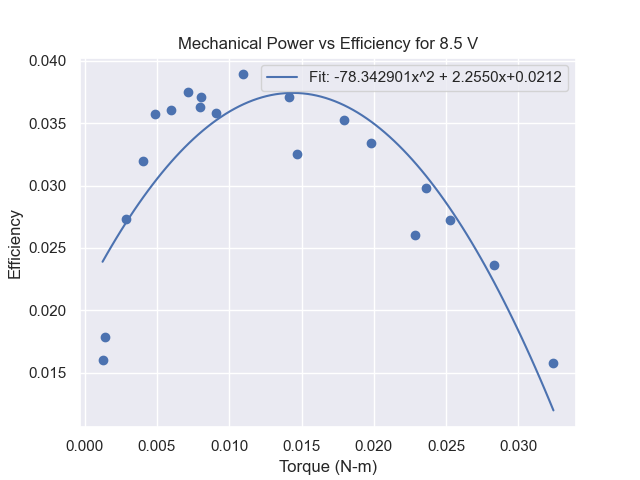 Mechanical Power vs Efficiency for 8.5 V
Fit: -78.342901x^2 + 2.2550x+0.0212
Efficiency
0.040
0.035
0.030
0.025
0.020
0.015
0.000 0.005 0.010 0.015 0.020 0.025 0.030
Torque (N-m)